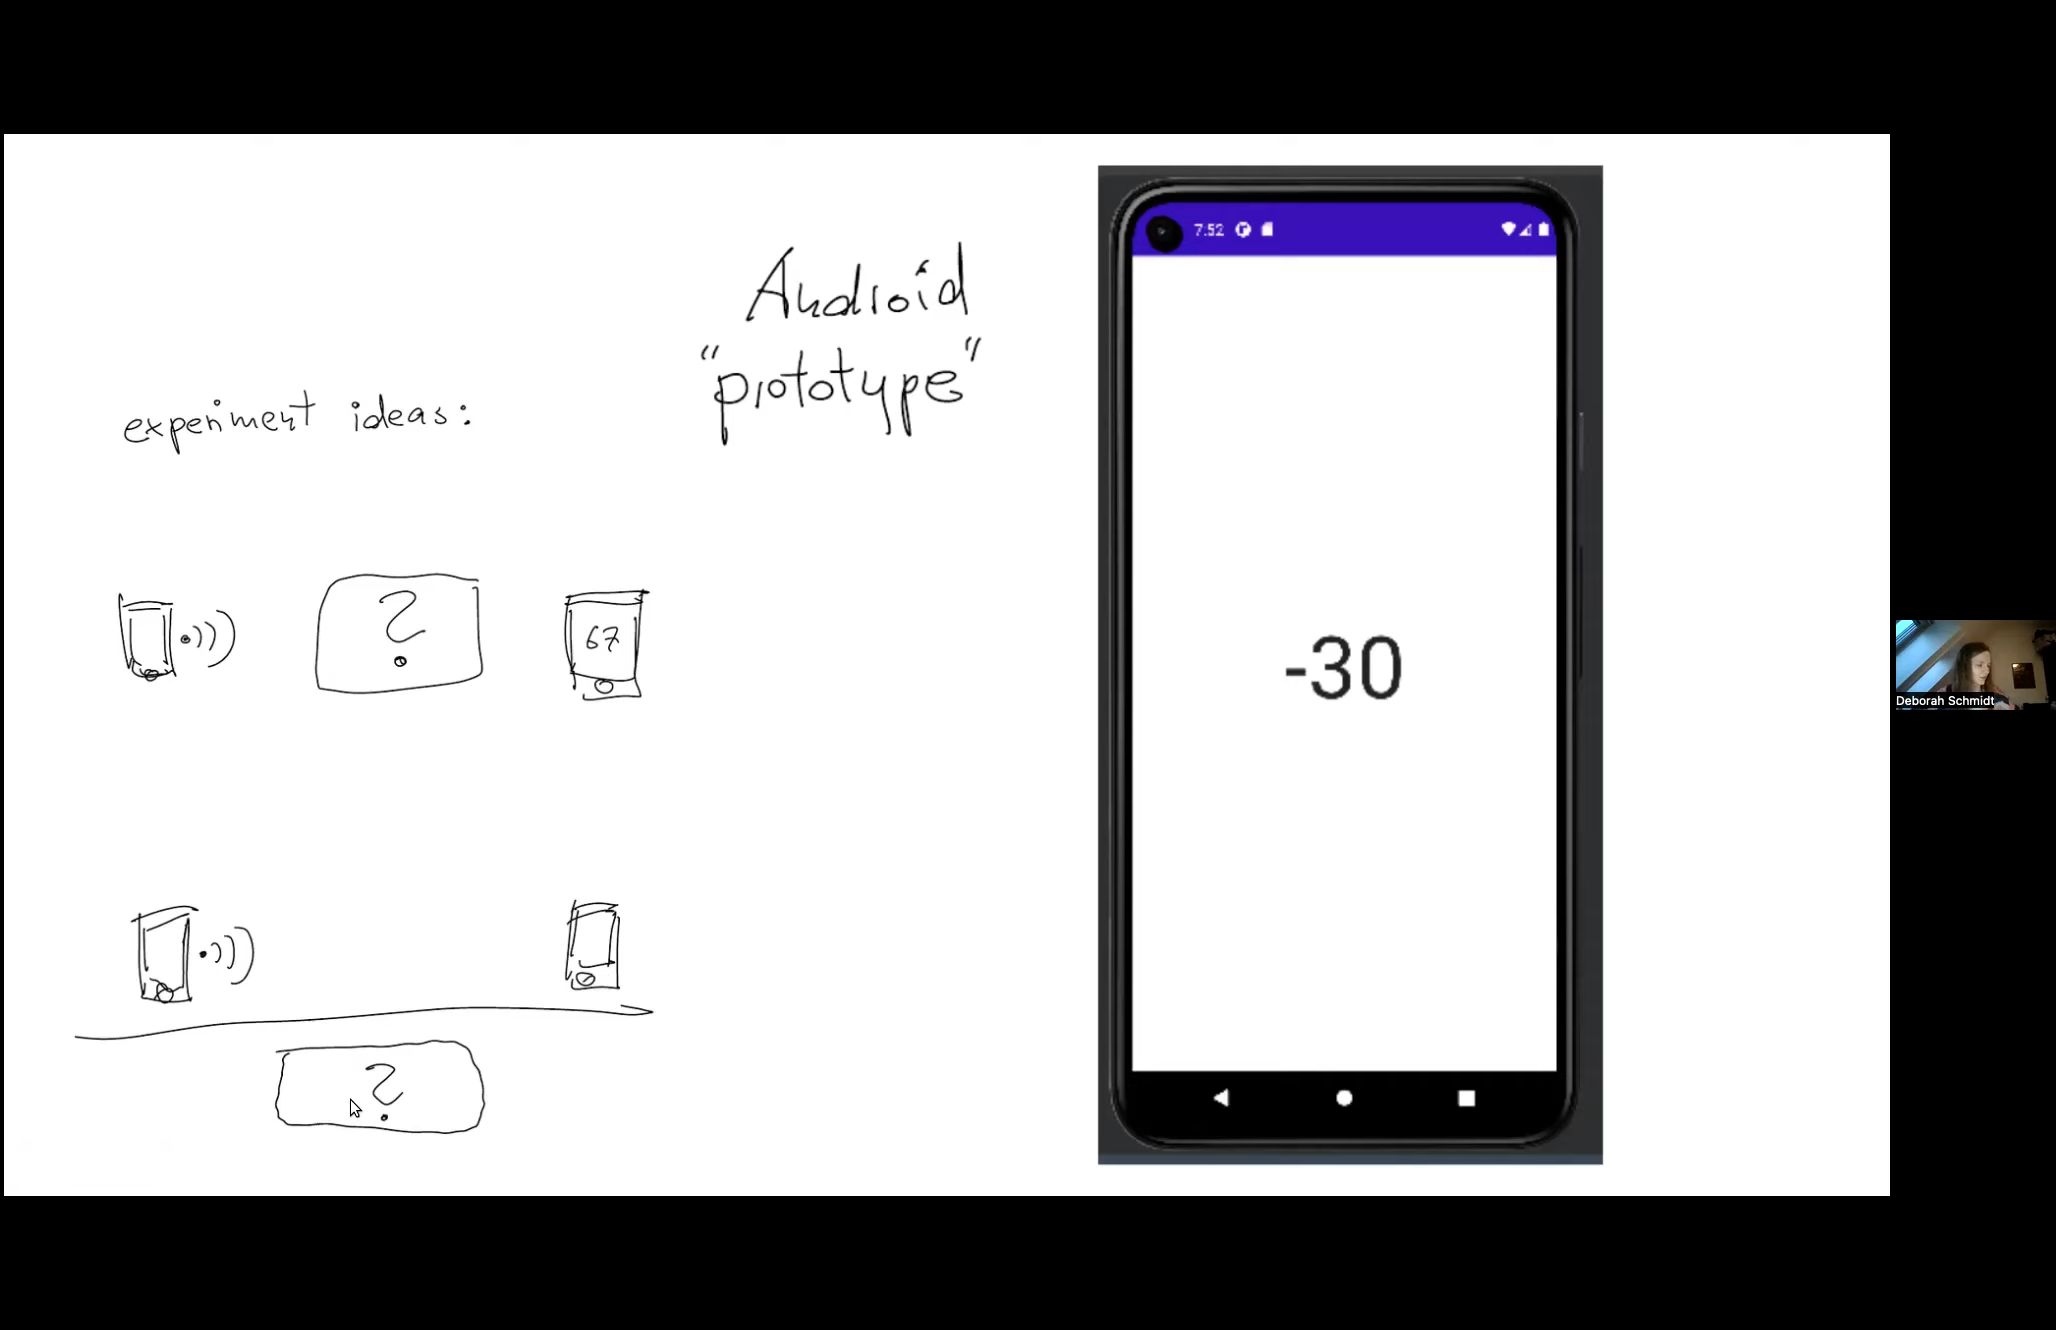 Android
"prototype"
experiment ideas:
?
67
?
7:52
-30
Deborah Schmidt